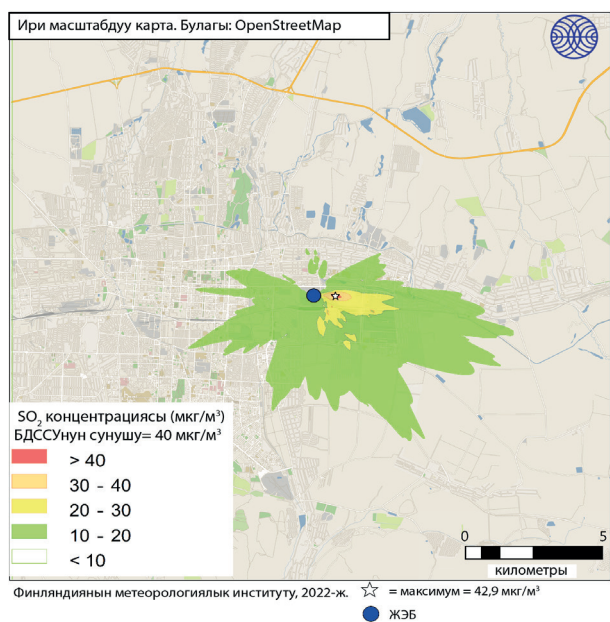 Ири масштабдуу карта. Булагы: OpenStreetMap
SO₂ концентрациясы (мкг/м³)
БДССУнун сунушу= 40 мкг/м³
> 40
30 - 40
20 - 30
10 - 20
< 10
0 5
километры
Финляндиянын метеорологиялык институту, 2022-ж. ☆ = максимум = 42,9 мкг/м³
ЖЭБ